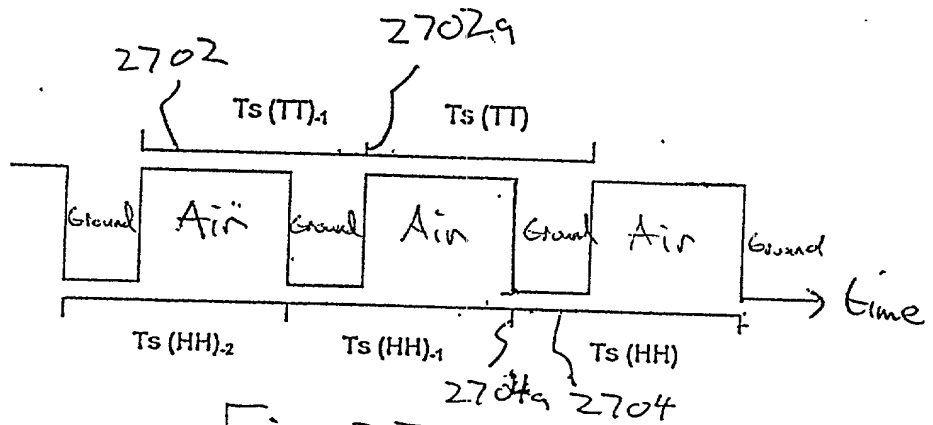 2702 2702a
Ts (TT)-1 Ts (TT)
Ground Air Ground Air Ground Air Ground
time
Ts (HH)-2 Ts (HH)-1 Ts (HH)
2704a 2704